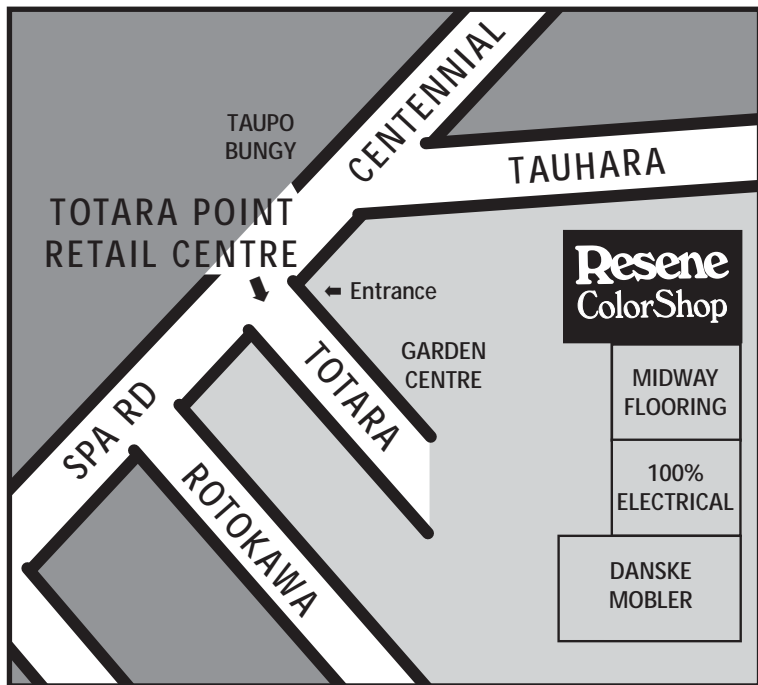 CENTENNIAL
TAUPO
BUNGY
TAUHARA
TOTARA POINT
RETAIL CENTRE
Entrance
Resene
ColorShop
GARDEN
CENTRE
TOTARA
MIDWAY
FLOORING
SPA RD
ROTOKAWA
100%
ELECTRICAL
DANSKE
MOBLER